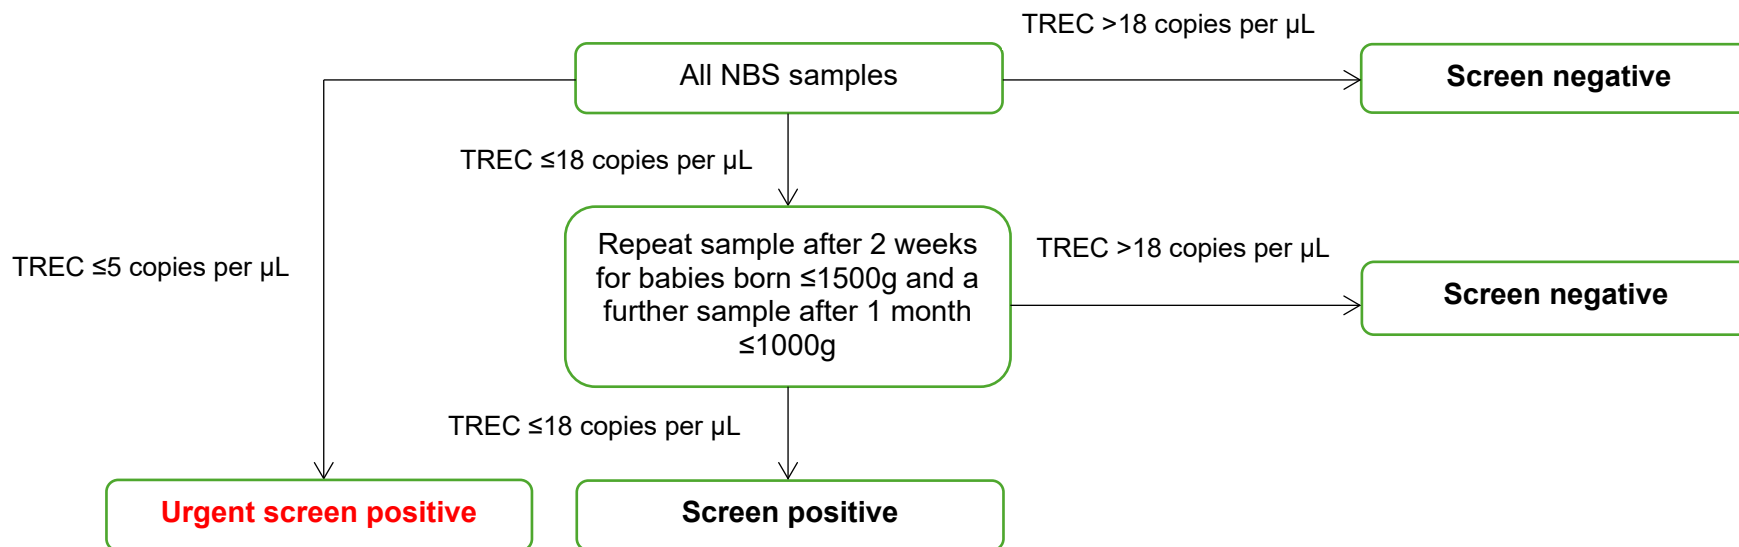 TREC >18 copies per µL
All NBS samples
Screen negative
TREC ≤18 copies per µL
Repeat sample after 2 weeks
for babies born ≤1500g and a
further sample after 1 month
≤1000g
TREC >18 copies per µL
Screen negative
TREC ≤5 copies per µL
TREC ≤18 copies per µL
Urgent screen positive
Screen positive